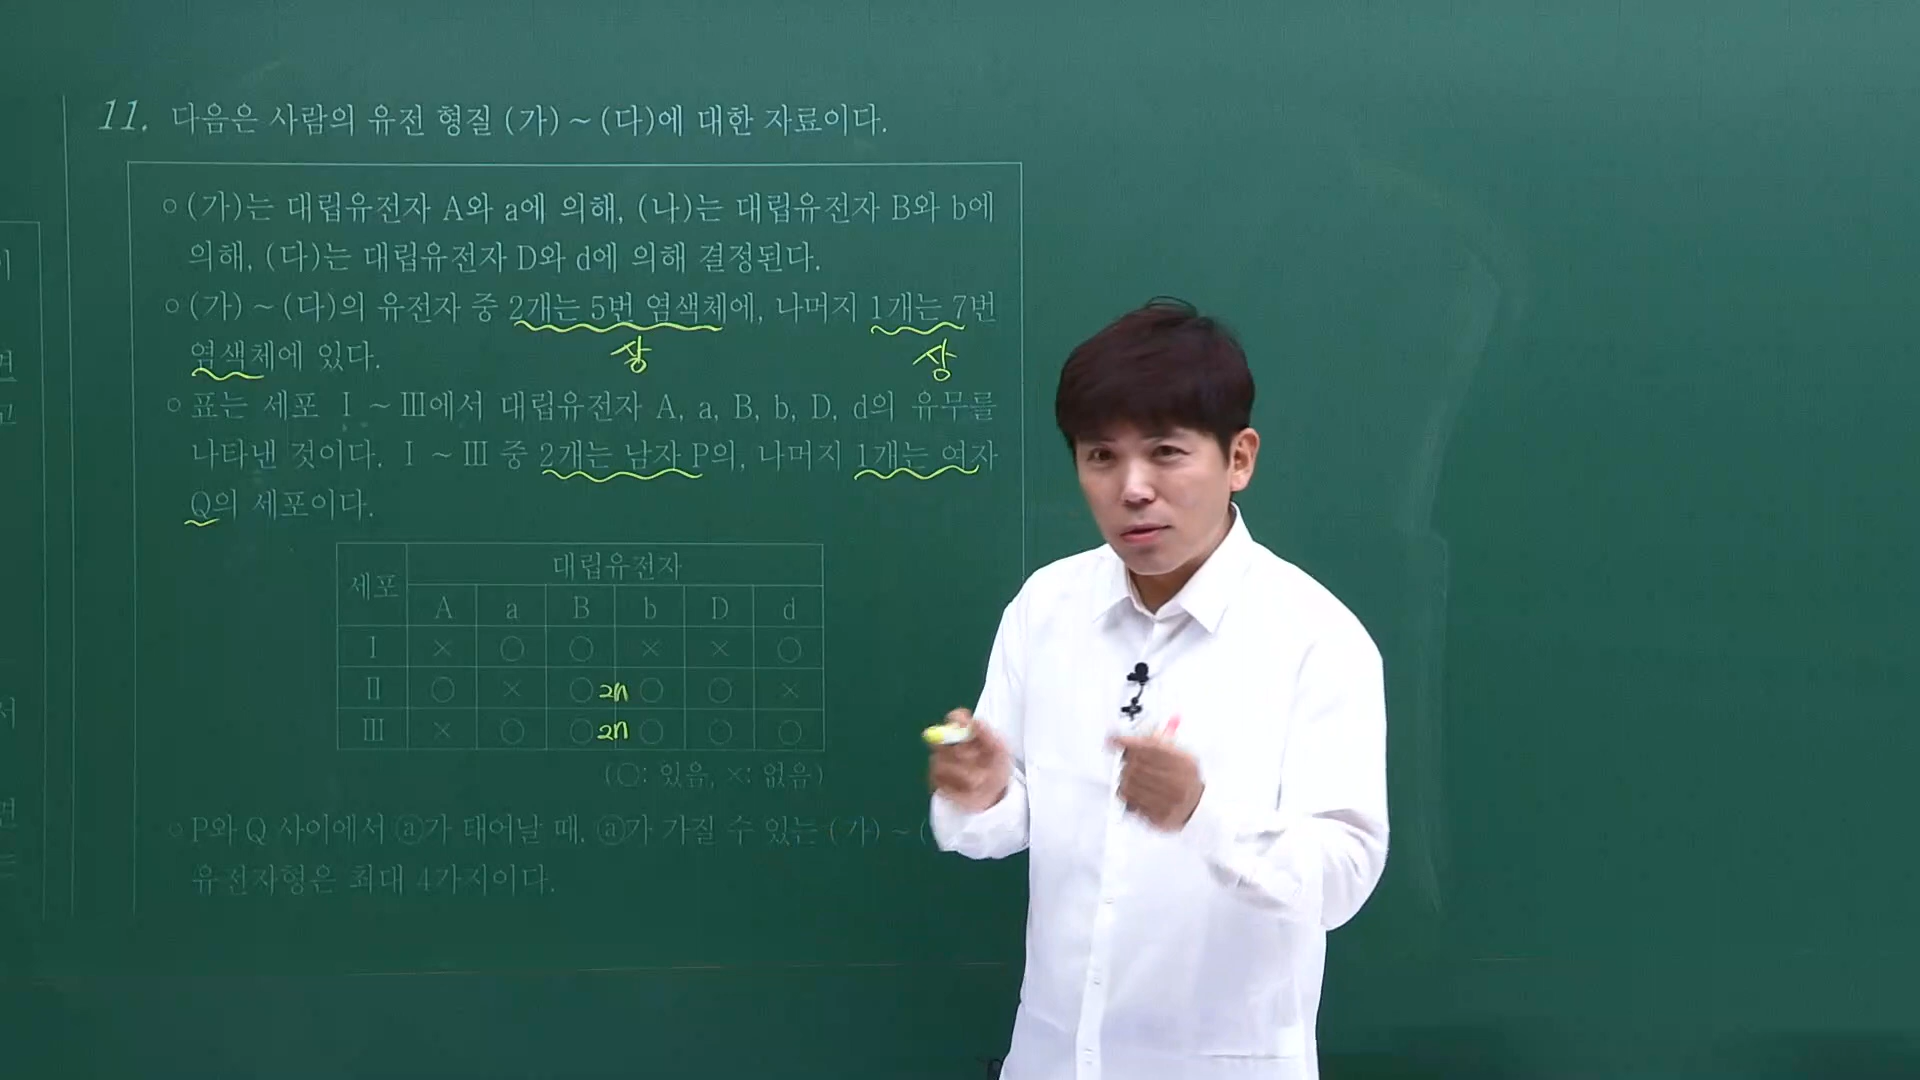 11. 다음은 사람의 유전 형질 (가) ~ (다)에 대한 자료이다.
○ (가)는 대립유전자 A와 a에 의해, (나)는 대립유전자 B와 b에
의해, (다)는 대립유전자 D와 d에 의해 결정된다.
○ (가) ~ (다)의 유전자 중 2개는 5번 염색체에, 나머지 1개는 7번
염색체에 있다. 상 상
○ 표는 세포 Ⅰ ~ Ⅲ에서 대립유전자 A, a, B, b, D, d의 유무를
나타낸 것이다. Ⅰ ~ Ⅲ 중 2개는 남자 P의, 나머지 1개는 여자
Q의 세포이다.
세포 대립유전자
A a B b D d
Ⅰ × ○ ○ × × ○
Ⅱ ○ × ○ 2n ○ ○ ×
Ⅲ × ○ ○ 2n ○ ○ ○
(○: 있음, ×: 없음)
○ P와 Q 사이에서 ⓐ가 태어날 때, ⓐ가 가질 수 있는 (가) ~ (
유전자형은 최대 4가지이다.